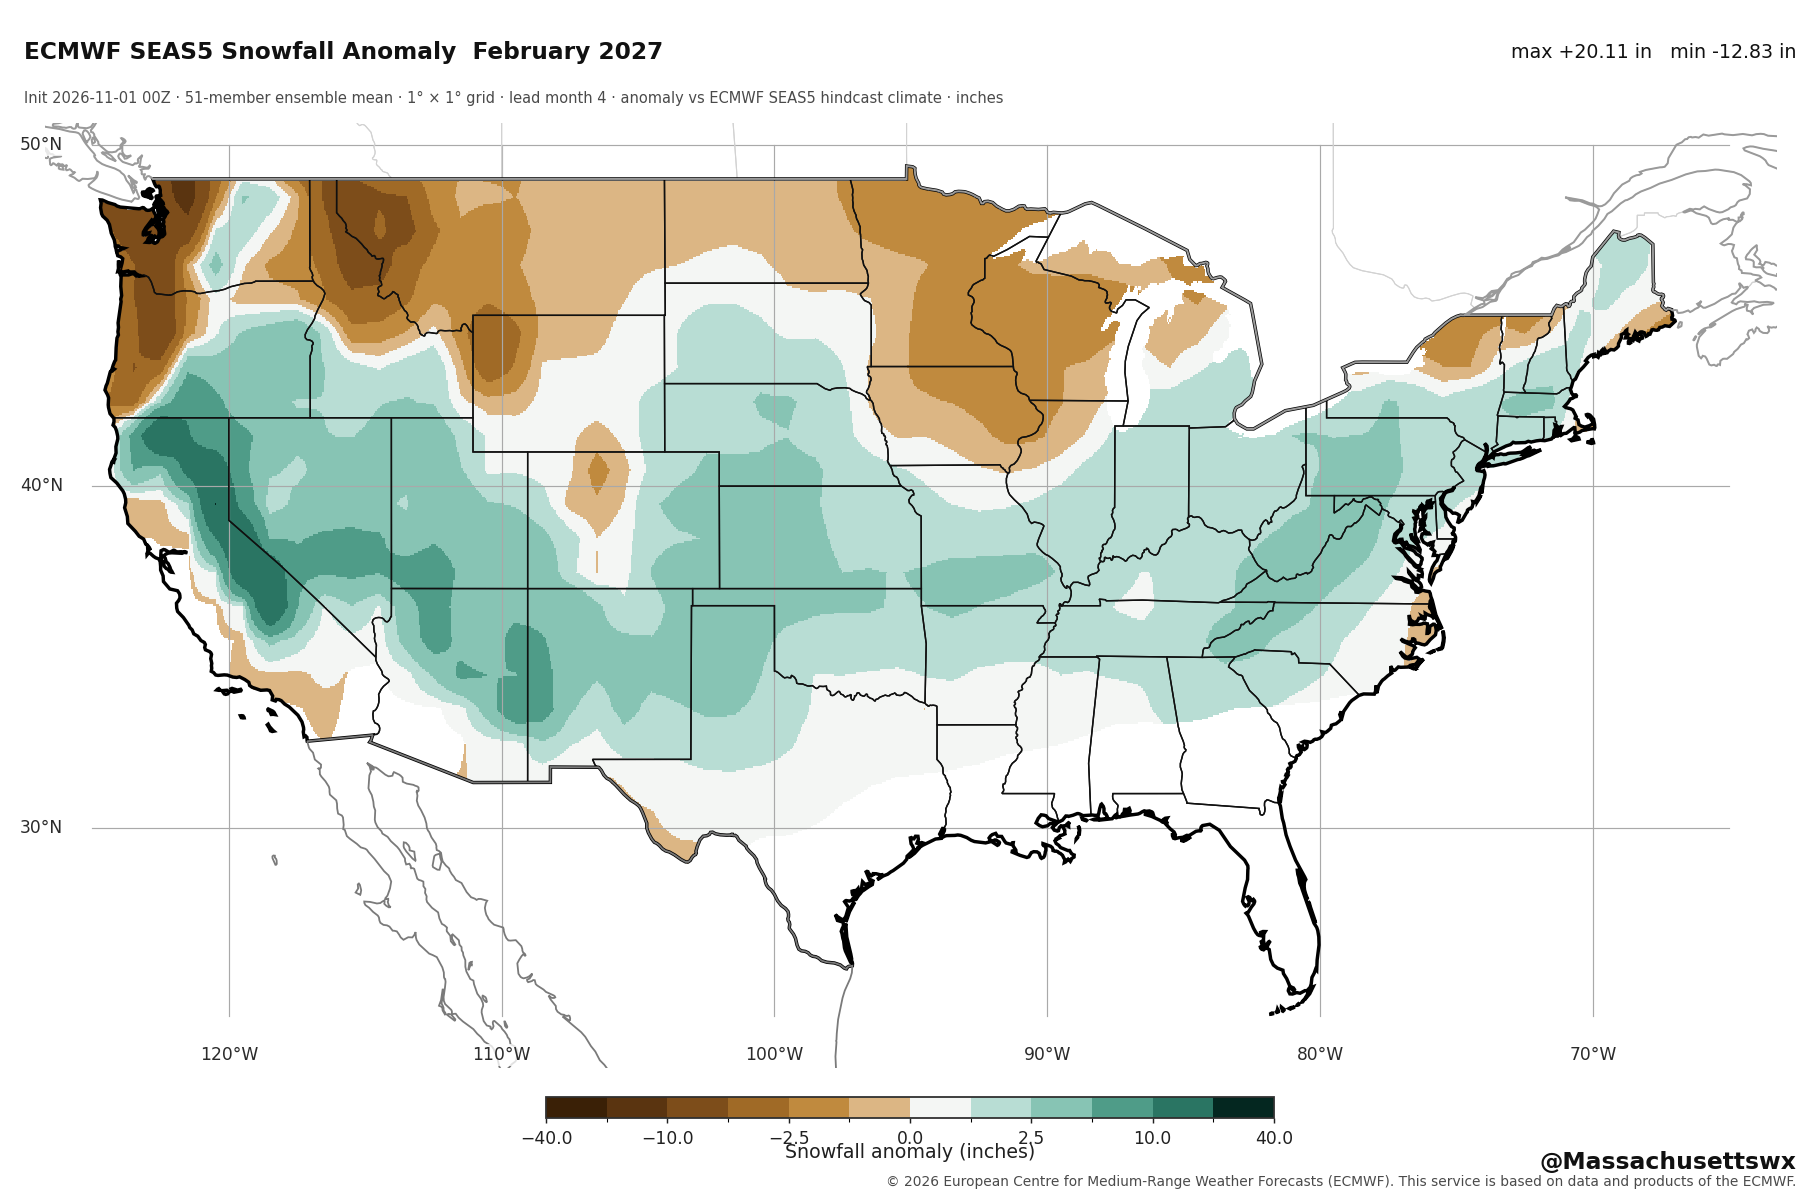 ECMWF SEAS5 Snowfall Anomaly  February 2027
max +20.11 in   min -12.83 in
Init 2026-11-01 00Z · 51-member ensemble mean · 1° × 1° grid · lead month 4 · anomaly vs ECMWF SEAS5 hindcast climate · inches
50°N
40°N
30°N
120°W 110°W 100°W 90°W 80°W 70°W
−40.0 −10.0 −2.5 0.0 2.5 10.0 40.0
Snowfall anomaly (inches)
@Massachusettswx
© 2026 European Centre for Medium-Range Weather Forecasts (ECMWF). This service is based on data and products of the ECMWF.